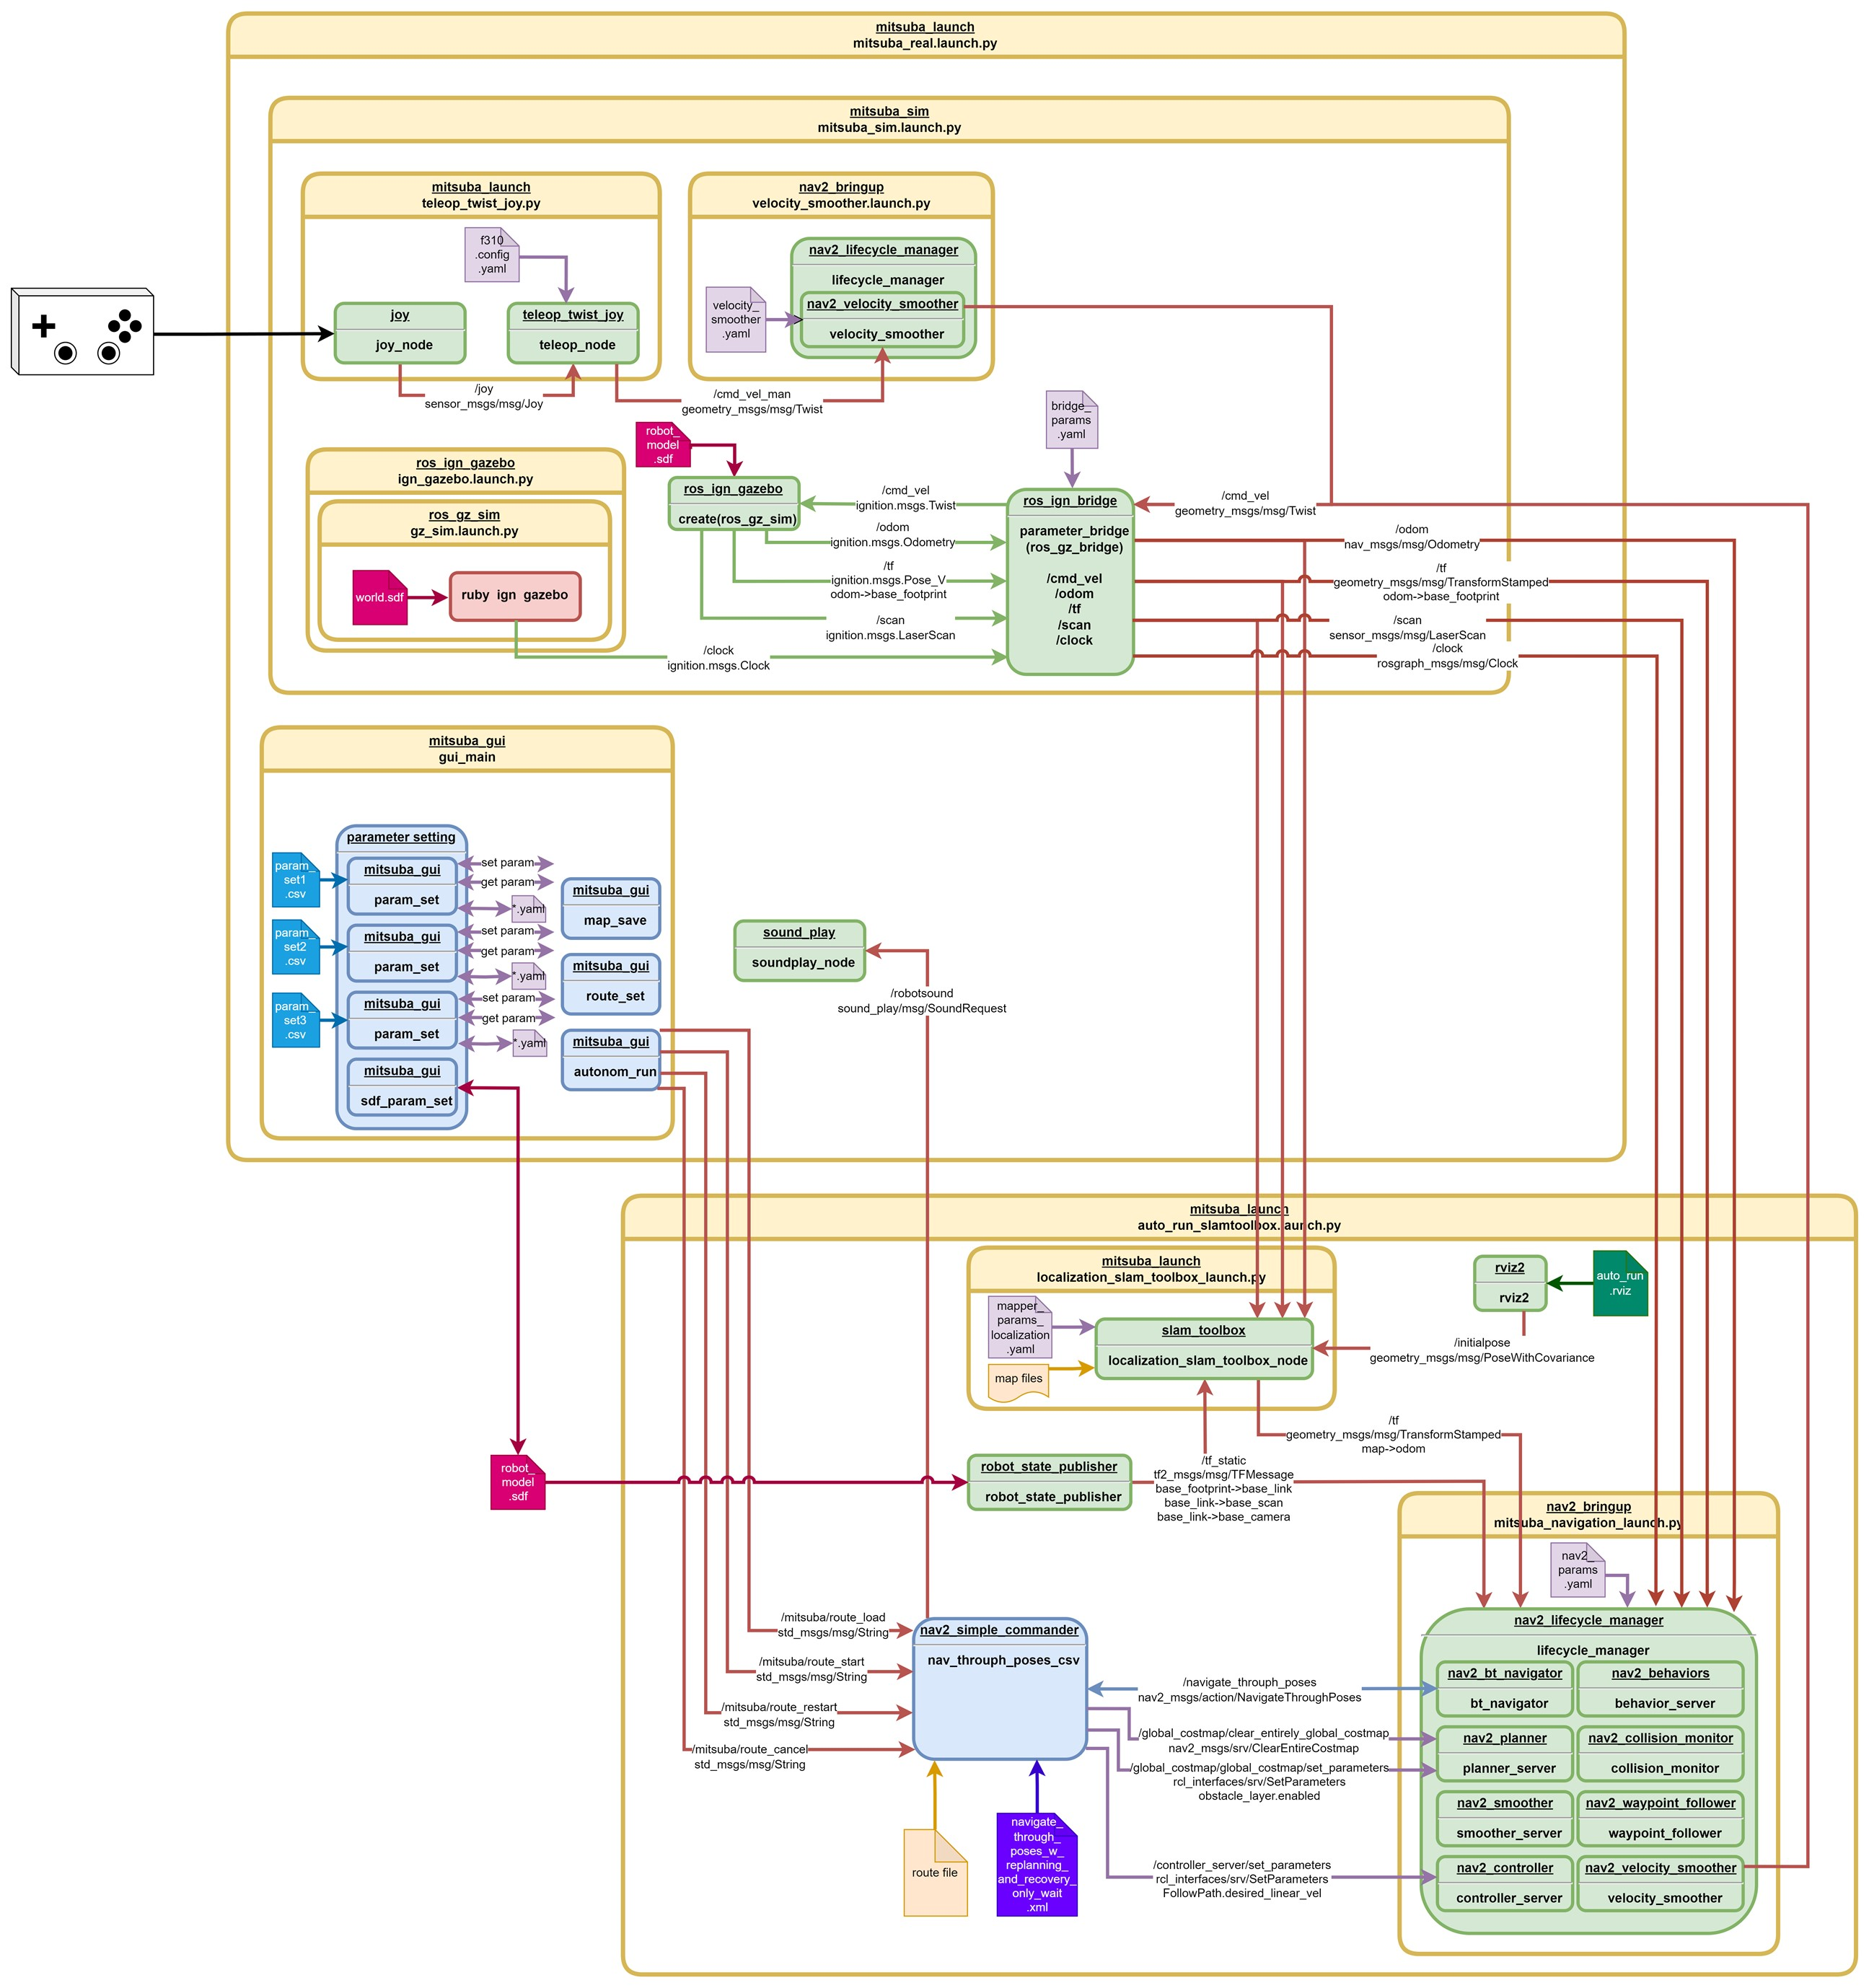 mitsuba_launch
mitsuba_real.launch.py
mitsuba_sim
mitsuba_sim.launch.py
mitsuba_launch
teleop_twist_joy.py
f310
.config
.yaml
joy
joy_node
teleop_twist_joy
teleop_node
/joy
sensor_msgs/msg/Joy
nav2_bringup
velocity_smoother.launch.py
nav2_lifecycle_manager
lifecycle_manager
velocity_
smoother
.yaml
nav2_velocity_smoother
velocity_smoother
/cmd_vel_man
geometry_msgs/msg/Twist
robot_
model
.sdf
bridge_
params
.yaml
ros_ign_gazebo
ign_gazebo.launch.py
ros_gz_sim
gz_sim.launch.py
world.sdf
ruby ign gazebo
ros_ign_gazebo
create(ros_gz_sim)
/cmd_vel
ignition.msgs.Twist
/odom
ignition.msgs.Odometry
/tf
ignition.msgs.Pose_V
odom->base_footprint
/scan
ignition.msgs.LaserScan
/clock
ignition.msgs.Clock
ros_ign_bridge
parameter_bridge
(ros_gz_bridge)
/cmd_vel
/odom
/tf
/scan
/clock
/cmd_vel
geometry_msgs/msg/Twist
/odom
nav_msgs/msg/Odometry
/tf
geometry_msgs/msg/TransformStamped
odom->base_footprint
/scan
sensor_msgs/msg/LaserScan
/clock
rosgraph_msgs/msg/Clock
mitsuba_gui
gui_main
parameter setting
param_
set1
.csv
mitsuba_gui
param_set
set param
get param
*.yaml
param_
set2
.csv
mitsuba_gui
param_set
set param
get param
*.yaml
param_
set3
.csv
mitsuba_gui
param_set
set param
get param
*.yaml
mitsuba_gui
sdf_param_set
mitsuba_gui
map_save
mitsuba_gui
route_set
mitsuba_gui
autonom_run
sound_play
soundplay_node
/robotsound
sound_play/msg/SoundRequest
mitsuba_launch
auto_run_slamtoolbox.launch.py
mitsuba_launch
localization_slam_toolbox_launch.py
mapper_
params_
localization
.yaml
map files
slam_toolbox
localization_slam_toolbox_node
rviz2
rviz2
auto_run
.rviz
/initialpose
geometry_msgs/msg/PoseWithCovariance
/tf
geometry_msgs/msg/TransformStamped
map->odom
robot_
model
.sdf
robot_state_publisher
robot_state_publisher
/tf_static
tf2_msgs/msg/TFMessage
base_footprint->base_link
base_link->base_scan
base_link->base_camera
nav2_bringup
mitsuba_navigation_launch.py
nav2_
params
.yaml
nav2_lifecycle_manager
lifecycle_manager
nav2_bt_navigator
bt_navigator
nav2_behaviors
behavior_server
nav2_planner
planner_server
nav2_collision_monitor
collision_monitor
nav2_smoother
smoother_server
nav2_waypoint_follower
waypoint_follower
nav2_controller
controller_server
nav2_velocity_smoother
velocity_smoother
/mitsuba/route_load
std_msgs/msg/String
/mitsuba/route_start
std_msgs/msg/String
/mitsuba/route_restart
std_msgs/msg/String
/mitsuba/route_cancel
std_msgs/msg/String
nav2_simple_commander
nav_throuph_poses_csv
/navigate_throuph_poses
nav2_msgs/action/NavigateThroughPoses
/global_costmap/clear_entirely_global_costmap
nav2_msgs/srv/ClearEntireCostmap
/global_costmap/global_costmap/set_parameters
rcl_interfaces/srv/SetParameters
obstacle_layer.enabled
/controller_server/set_parameters
rcl_interfaces/srv/SetParameters
FollowPath.desired_linear_vel
route file
navigate_
through_
poses_w_
replanning_
and_recovery_
only_wait
.xml